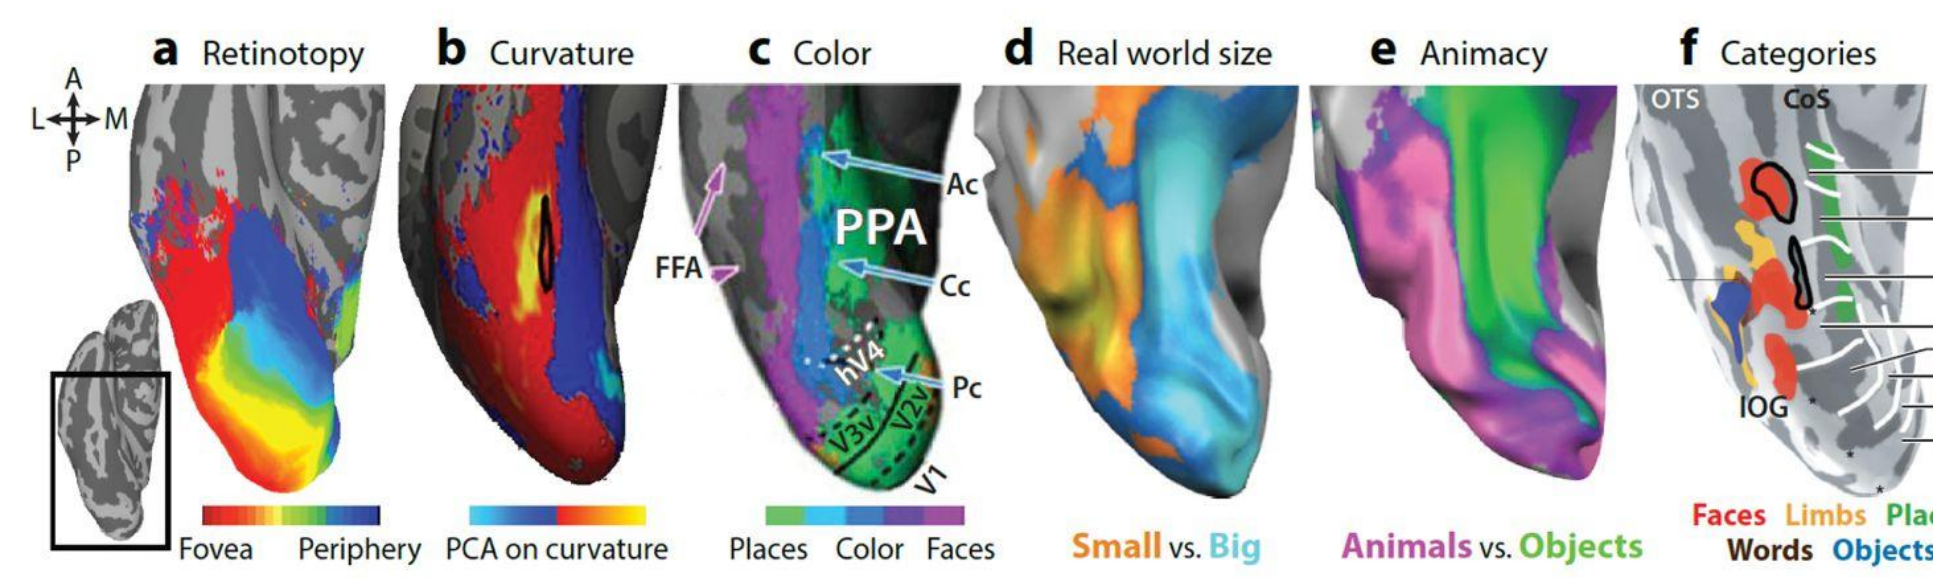 a Retinotopy
b Curvature
c Color
d Real world size
e Animacy
f Categories
A
L M
P
Fovea Periphery
PCA on curvature
FFA
PPA
Ac
Cc
Pc
hV4
V3v
V2v
V1
Places Color Faces
Small vs. Big
Animals vs. Objects
OTS
CoS
IOG
*
*
*
*
Faces Limbs Plac
Words Objects